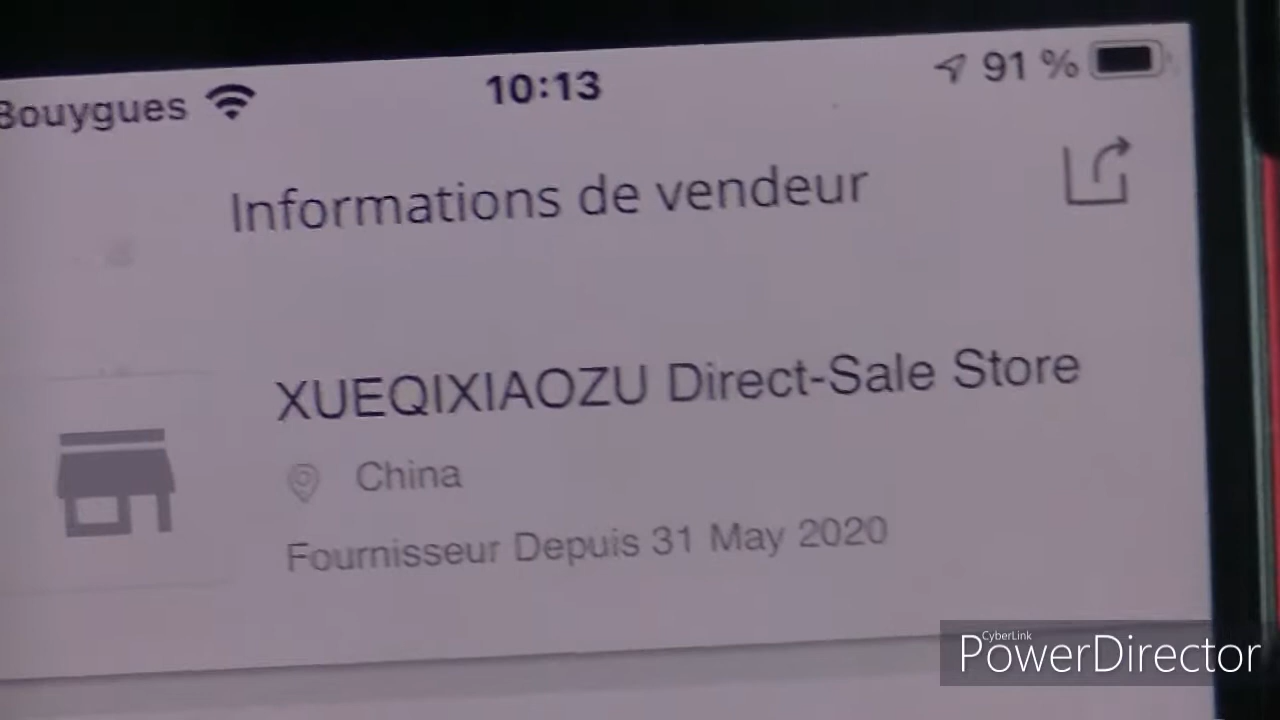 Bouygues 10:13 91 %
Informations de vendeur
XUEQIXIAOZU Direct-Sale Store
China
Fournisseur Depuis 31 May 2020
CyberLink
PowerDirector